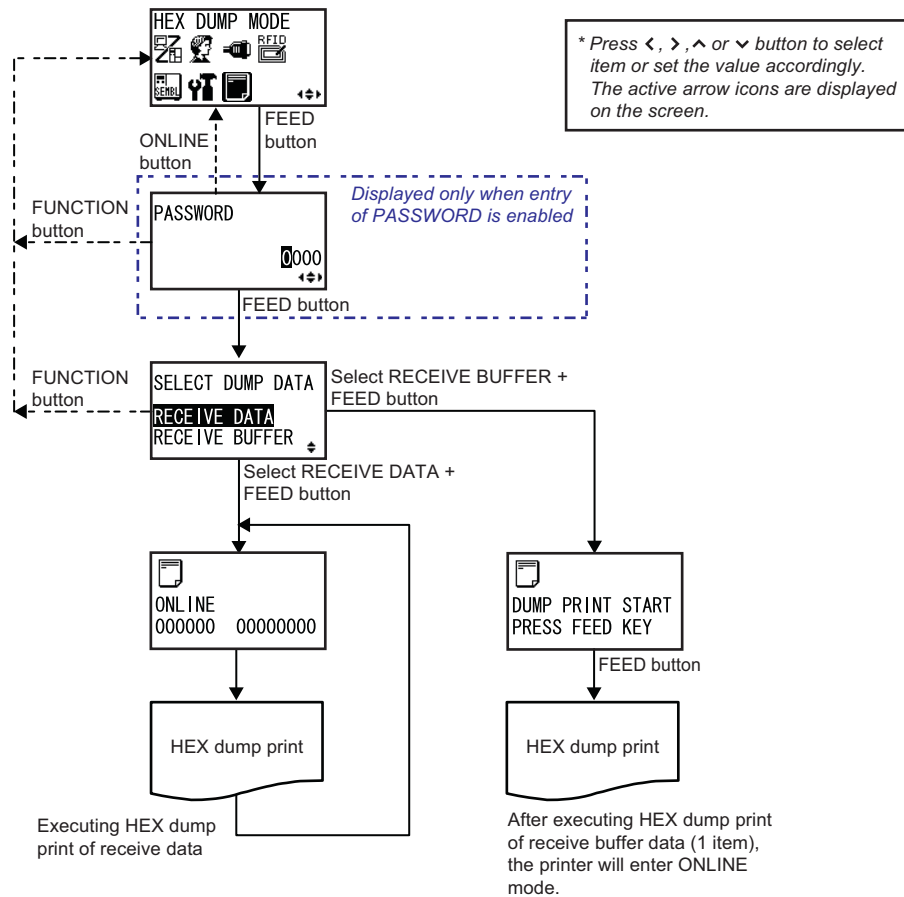 HEX DUMP MODE
RFID
SEMBL
* Press <, >, ^ or v button to select
item or set the value accordingly.
The active arrow icons are displayed
on the screen.
FEED
button
ONLINE
button
Displayed only when entry
of PASSWORD is enabled
FUNCTION
button
PASSWORD
0000
FEED button
FUNCTION
button
SELECT DUMP DATA
RECEIVE DATA
RECEIVE BUFFER
Select RECEIVE BUFFER +
FEED button
Select RECEIVE DATA +
FEED button
ONLINE
000000 00000000
DUMP PRINT START
PRESS FEED KEY
FEED button
HEX dump print
HEX dump print
Executing HEX dump
print of receive data
After executing HEX dump print
of receive buffer data (1 item),
the printer will enter ONLINE
mode.